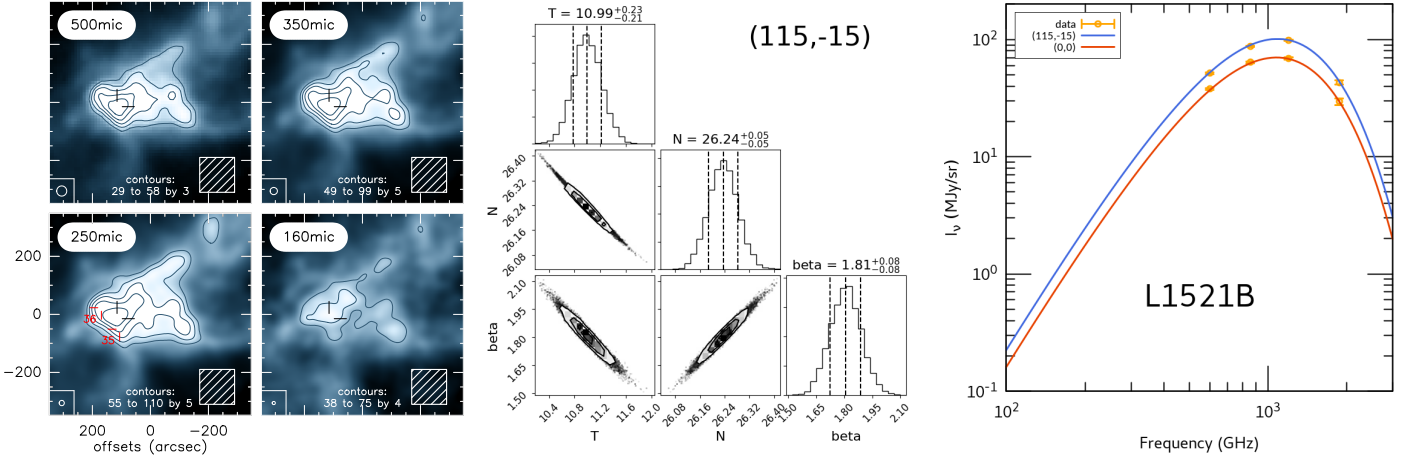 500mic
contours:
29 to 58 by 3
350mic
contours:
49 to 99 by 5
250mic
36
35
contours:
55 to 110 by 5
160mic
contours:
38 to 75 by 4
200
0
−200
200 0 −200
offsets (arcsec)
(115,-15)
T = 10.99+0.23−0.21
N = 26.24+0.05−0.05
beta = 1.81+0.08−0.08
N
26.40
26.32
26.24
26.16
26.08
beta
2.10
1.95
1.80
1.65
1.50
10.4 10.8 11.2 11.6 12.0
T
26.08 26.16 26.24 26.32 26.40
N
1.50 1.65 1.80 1.95 2.10
beta
data
(115,-15)
(0,0)
L1521B
Iν (MJy/sr)
10²
10¹
10⁰
10⁻¹
10² 10³
Frequency (GHz)